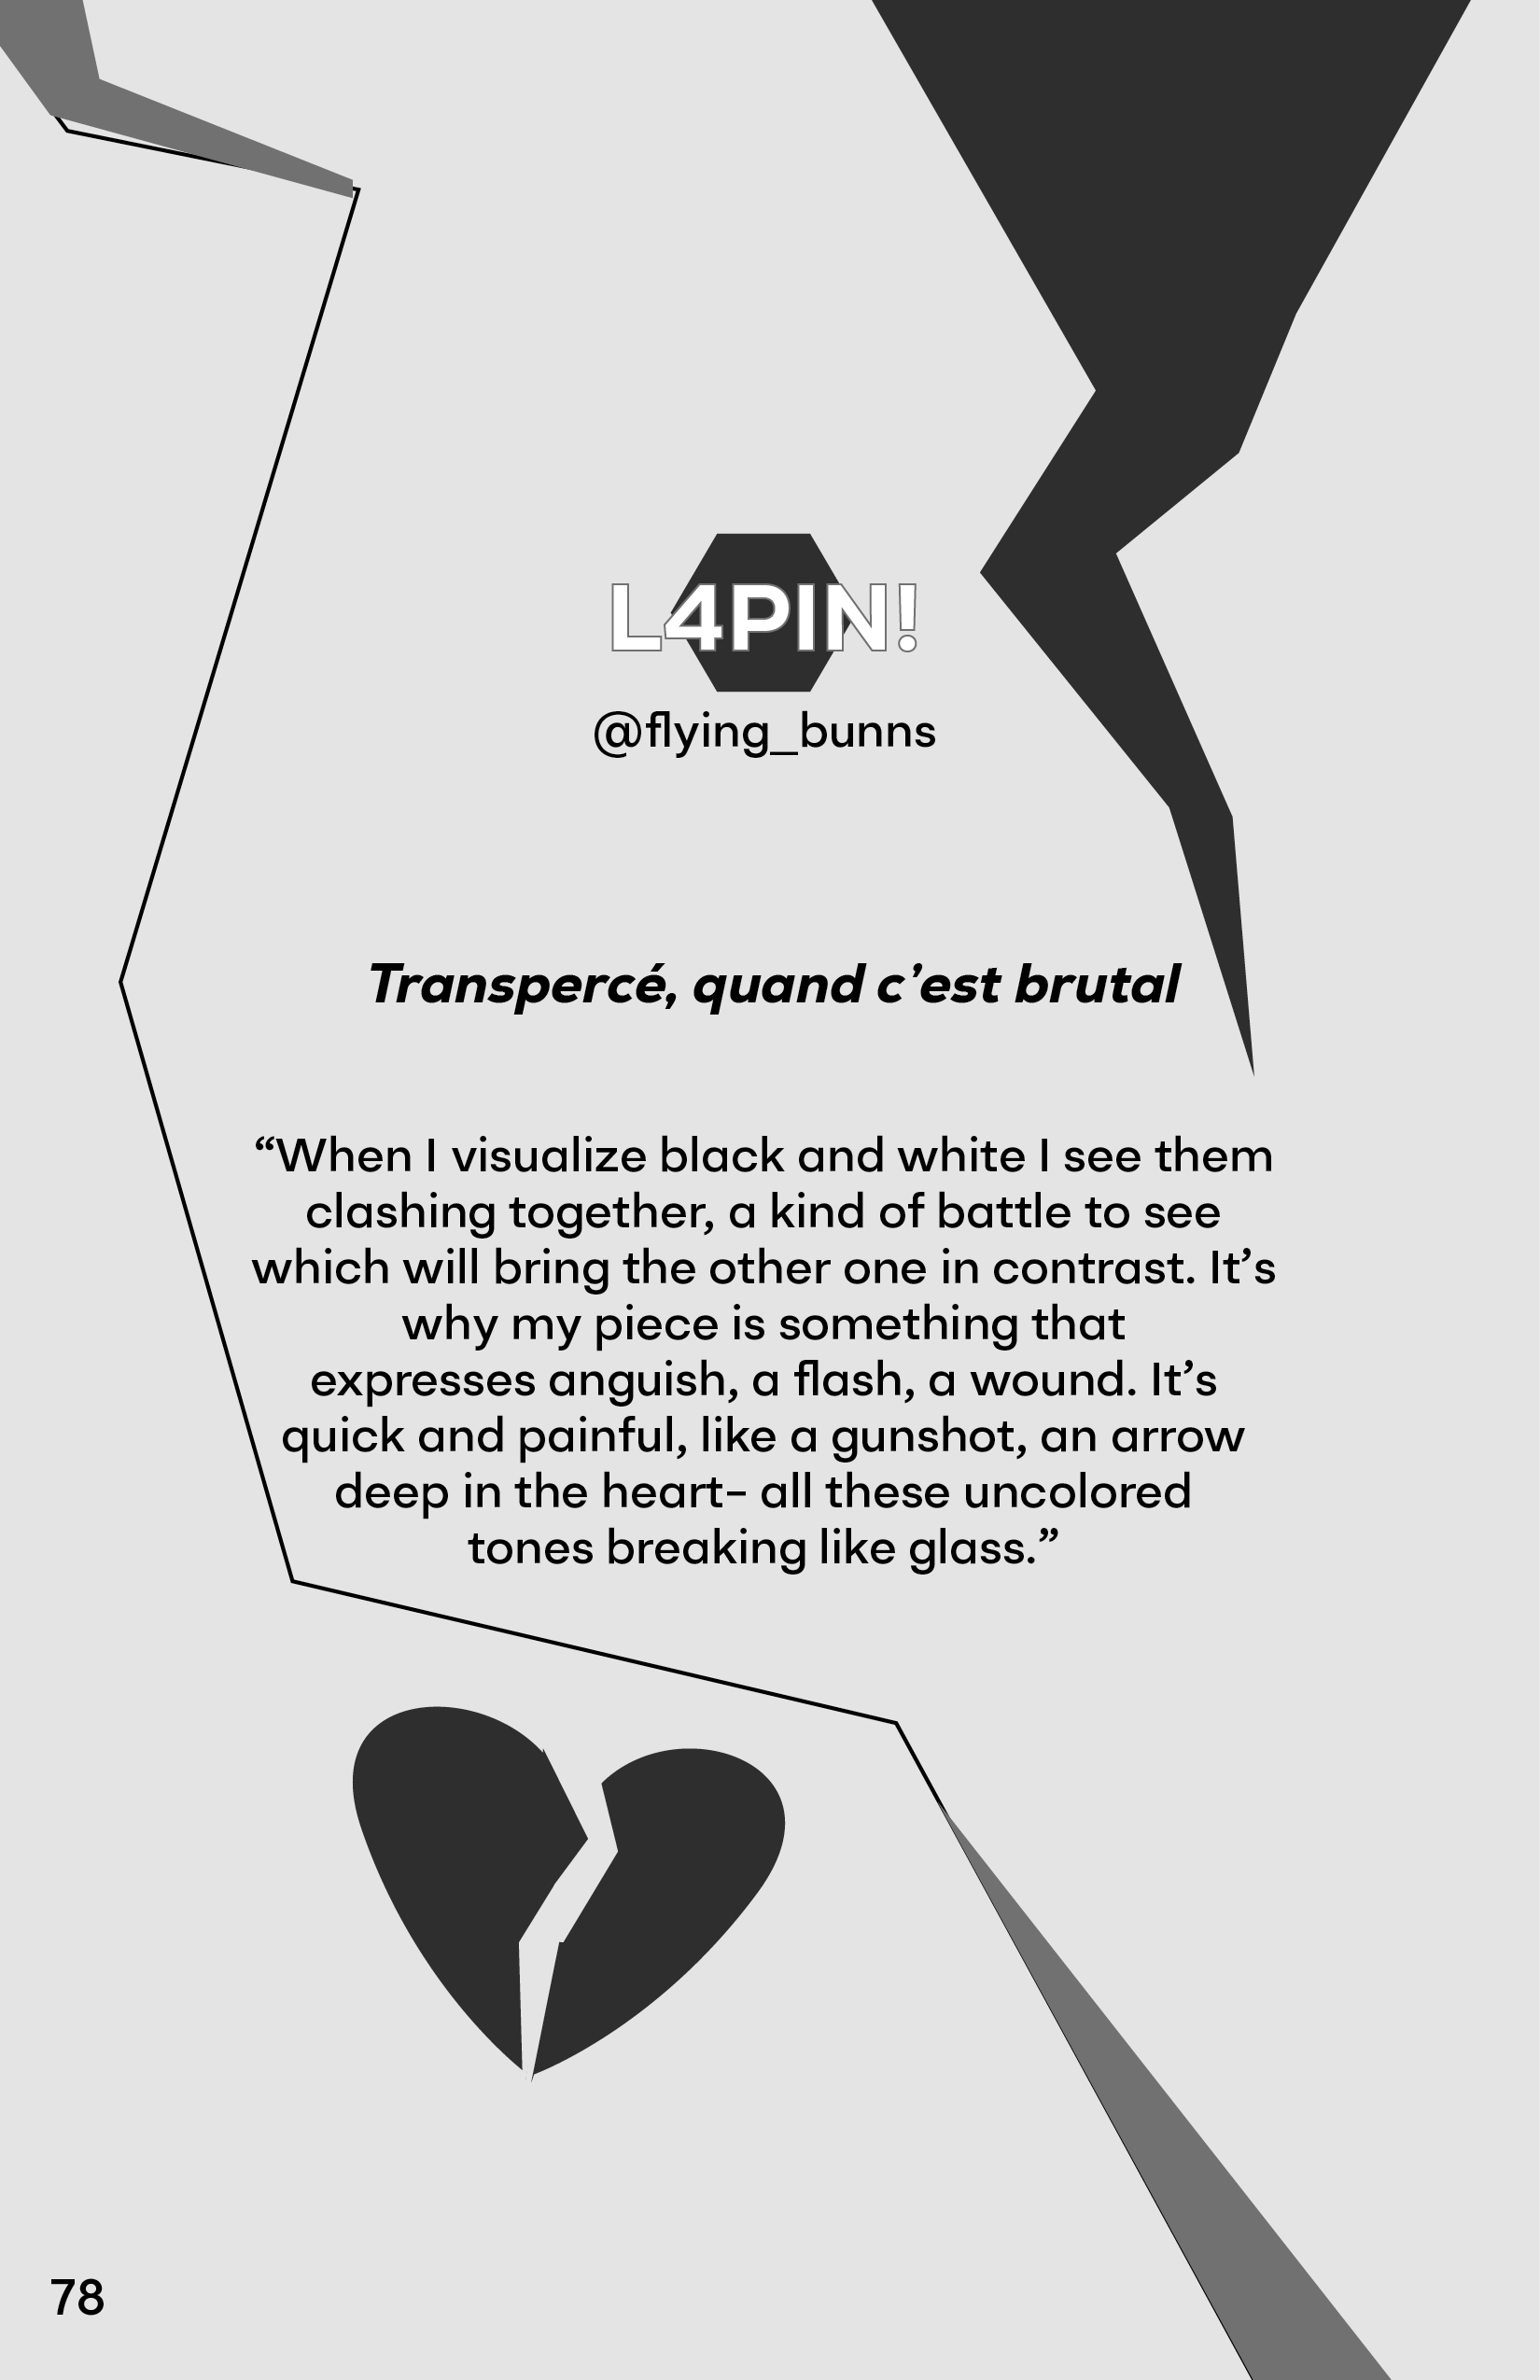 L4PIN!
@flying_bunns
Transpercé, quand c’est brutal
“When I visualize black and white I see them
clashing together, a kind of battle to see
which will bring the other one in contrast. It’s
why my piece is something that
expresses anguish, a flash, a wound. It’s
quick and painful, like a gunshot, an arrow
deep in the heart– all these uncolored
tones breaking like glass.”
78